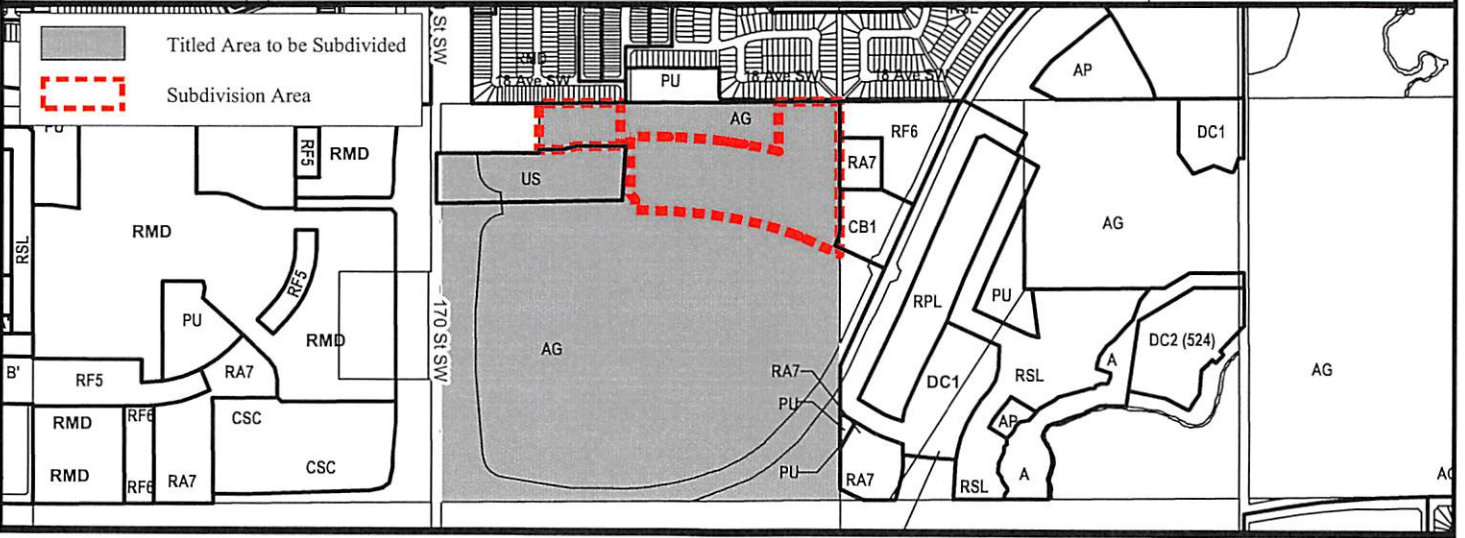 Titled Area to be Subdivided
Subdivision Area
St SW
RMD
18 Ave SW
PU
18 Ave SW
18 Ave SW
RSL
AP
AG
PU
RF5
RMD
AG
RF6
DC1
RA7
US
RSL
RMD
CB1
AG
RF5
PU
RMD
170 St SW
RPL
PU
DC2 (524)
AG
B'
RF5
RA7
AG
RA7
DC1
RSL
A
AG
RMD
RF6
CSC
PU
AP
RMD
RF6
RA7
CSC
PU
RA7
RSL
A